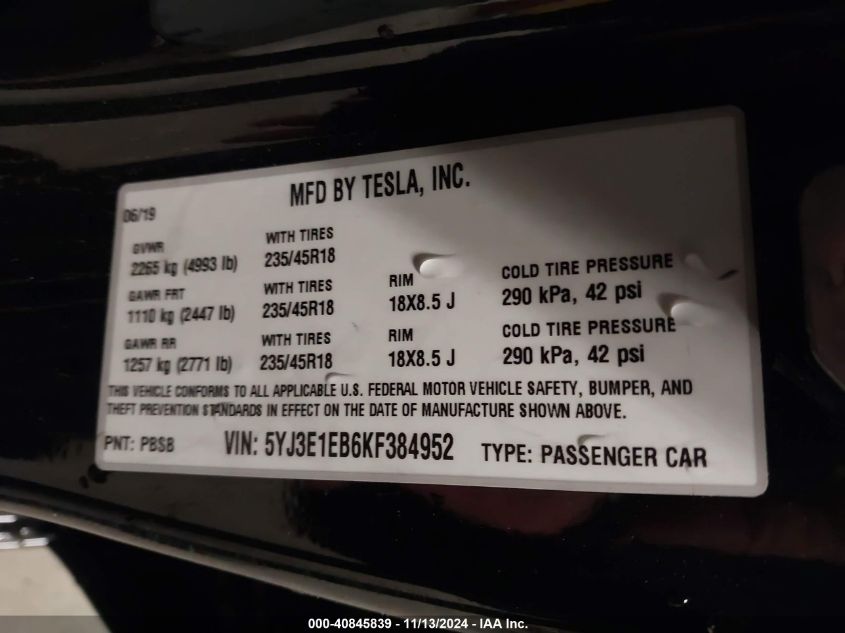 MFD BY TESLA, INC.
06/19
GVWR
2265 kg (4993 lb)
WITH TIRES
235/45R18
GAWR FRT
1110 kg (2447 lb)
WITH TIRES
235/45R18
RIM
18X8.5 J
COLD TIRE PRESSURE
290 kPa, 42 psi
GAWR RR
1257 kg (2771 lb)
WITH TIRES
235/45R18
RIM
18X8.5 J
COLD TIRE PRESSURE
290 kPa, 42 psi
THIS VEHICLE CONFORMS TO ALL APPLICABLE U.S. FEDERAL MOTOR VEHICLE SAFETY, BUMPER, AND
THEFT PREVENTION STANDARDS IN EFFECT ON THE DATE OF MANUFACTURE SHOWN ABOVE.
PNT: PBSB VIN: 5YJ3E1EB6KF384952 TYPE: PASSENGER CAR
000-40845839 - 11/13/2024 - IAA Inc.